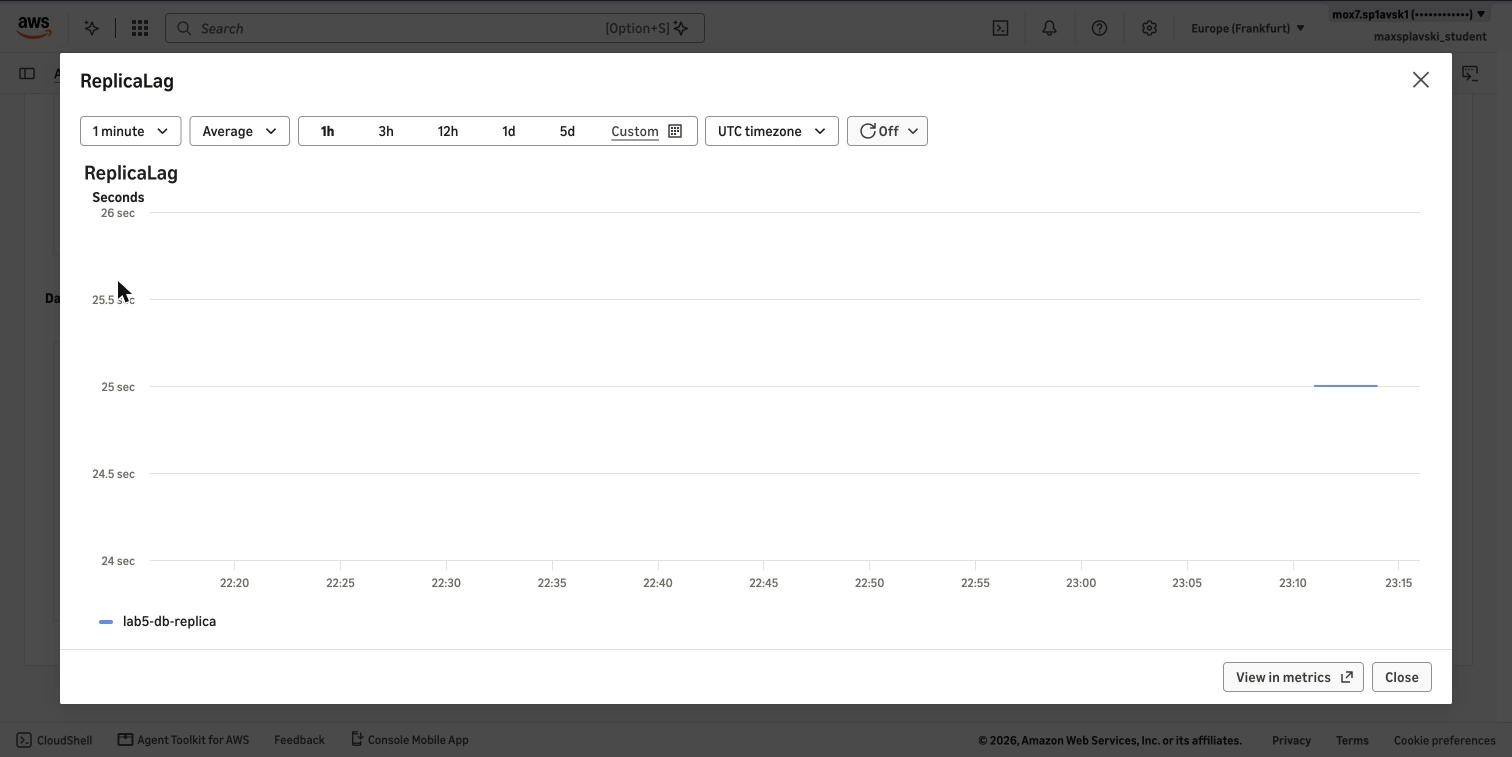 aws
Search [Option+S]
Europe (Frankfurt)
mox7.sp1avsk1 (••••••••••••)
maxsplavski_student
ReplicaLag
1 minute Average 1h 3h 12h 1d 5d Custom UTC timezone Off
ReplicaLag
Seconds
26 sec
25.5 sec
25 sec
24.5 sec
24 sec
22:20 22:25 22:30 22:35 22:40 22:45 22:50 22:55 23:00 23:05 23:10 23:15
lab5-db-replica
View in metrics Close
CloudShell Agent Toolkit for AWS Feedback Console Mobile App © 2026, Amazon Web Services, Inc. or its affiliates. Privacy Terms Cookie preferences